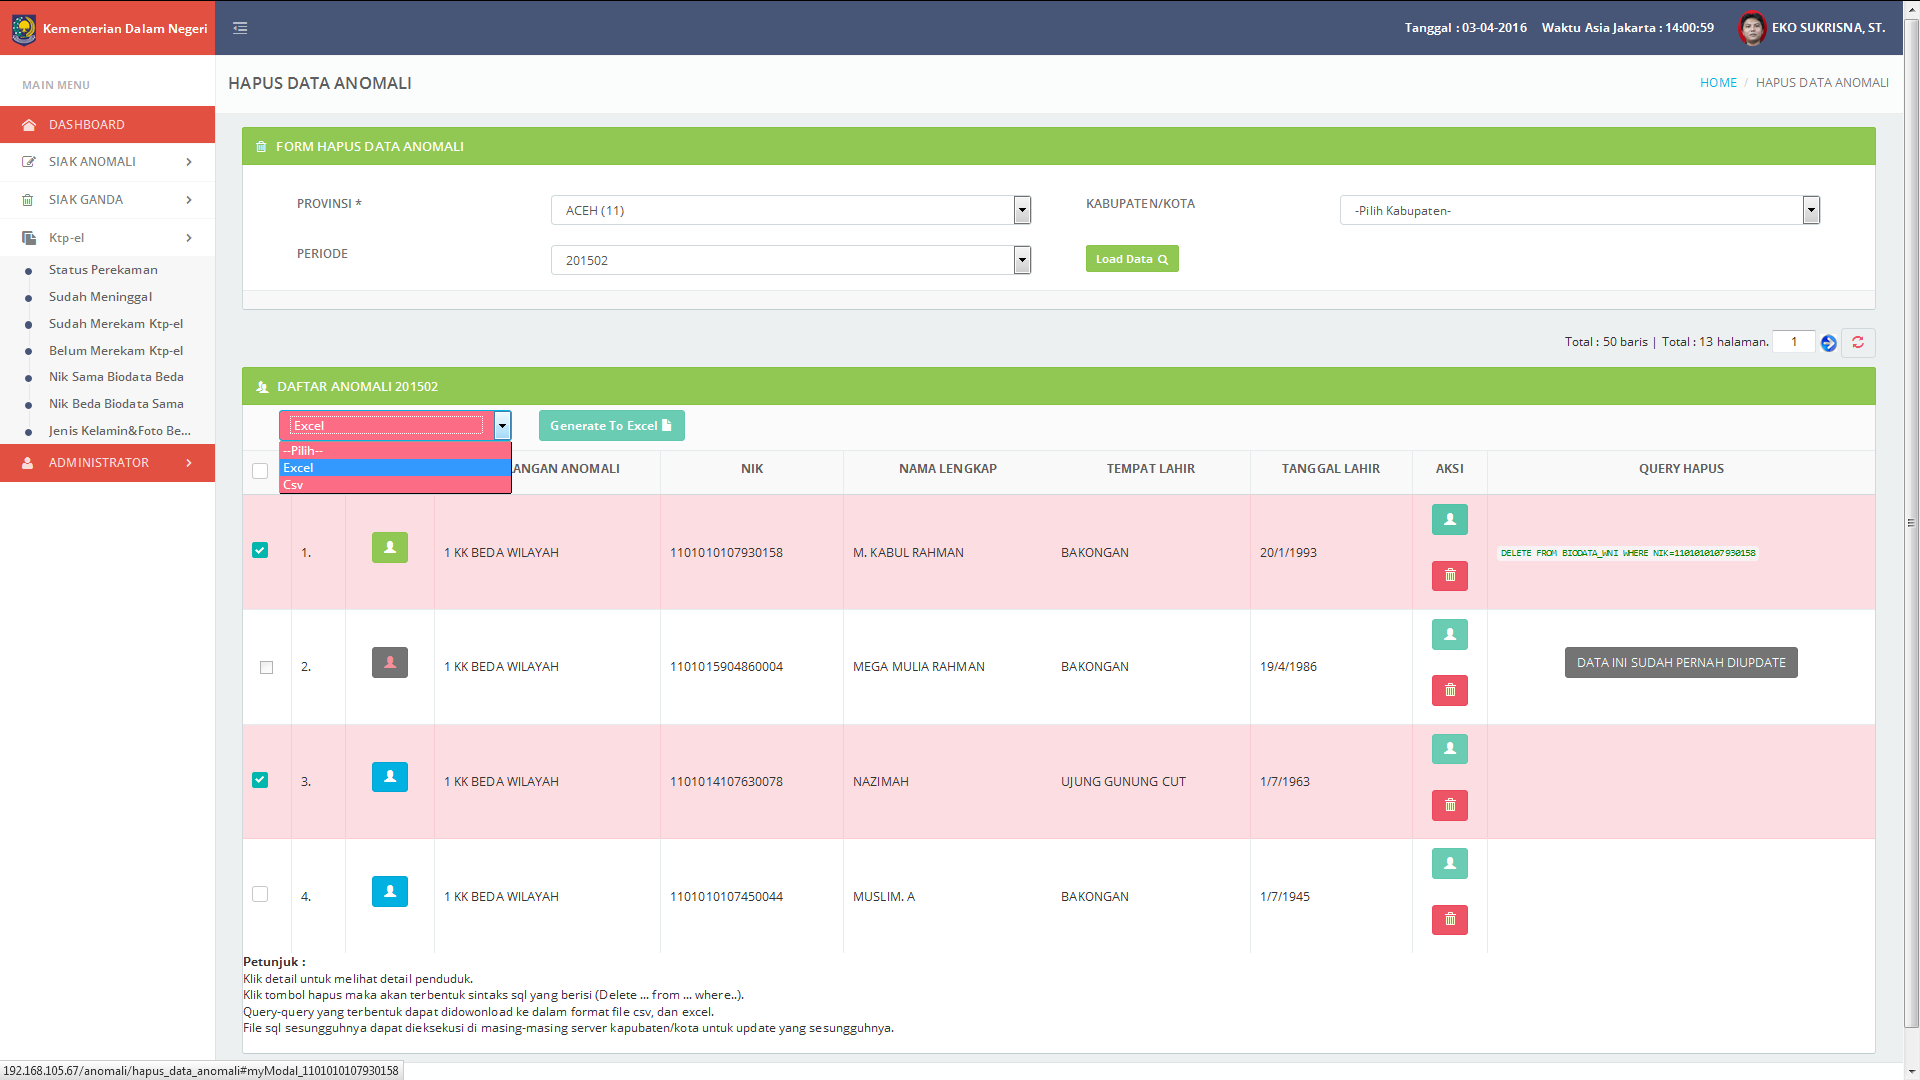 Kementerian Dalam Negeri
Tanggal : 03-04-2016 Waktu Asia Jakarta : 14:00:59 EKO SUKRISNA, ST.
MAIN MENU
DASHBOARD
SIAK ANOMALI
SIAK GANDA
Ktp-el
Status Perekaman
Sudah Meninggal
Sudah Merekam Ktp-el
Belum Merekam Ktp-el
Nik Sama Biodata Beda
Nik Beda Biodata Sama
Jenis Kelamin&Foto Be...
ADMINISTRATOR
HAPUS DATA ANOMALI
HOME / HAPUS DATA ANOMALI
FORM HAPUS DATA ANOMALI
PROVINSI * ACEH (11) KABUPATEN/KOTA -Pilih Kabupaten-
PERIODE 201502 Load Data
Total : 50 baris | Total : 13 halaman. 1
DAFTAR ANOMALI 201502
Excel Generate To Excel
--Pilih--
Excel
Csv
ANGAN ANOMALI NIK NAMA LENGKAP TEMPAT LAHIR TANGGAL LAHIR AKSI QUERY HAPUS
1. 1 KK BEDA WILAYAH 1101010107930158 M. KABUL RAHMAN BAKONGAN 20/1/1993 DELETE FROM BIODATA_WNI WHERE NIK=1101010107930158
2. 1 KK BEDA WILAYAH 1101015904860004 MEGA MULIA RAHMAN BAKONGAN 19/4/1986 DATA INI SUDAH PERNAH DIUPDATE
3. 1 KK BEDA WILAYAH 1101014107630078 NAZIMAH UJUNG GUNUNG CUT 1/7/1963
4. 1 KK BEDA WILAYAH 1101010107450044 MUSLIM. A BAKONGAN 1/7/1945
Petunjuk :
Klik detail untuk melihat detail penduduk.
Klik tombol hapus maka akan terbentuk sintaks sql yang berisi (Delete ... from ... where..).
Query-query yang terbentuk dapat didowonload ke dalam format file csv, dan excel.
File sql sesungguhnya dapat dieksekusi di masing-masing server kapubaten/kota untuk update yang sesungguhnya.
192.168.105.67/anomali/hapus_data_anomali#myModal_1101010107930158